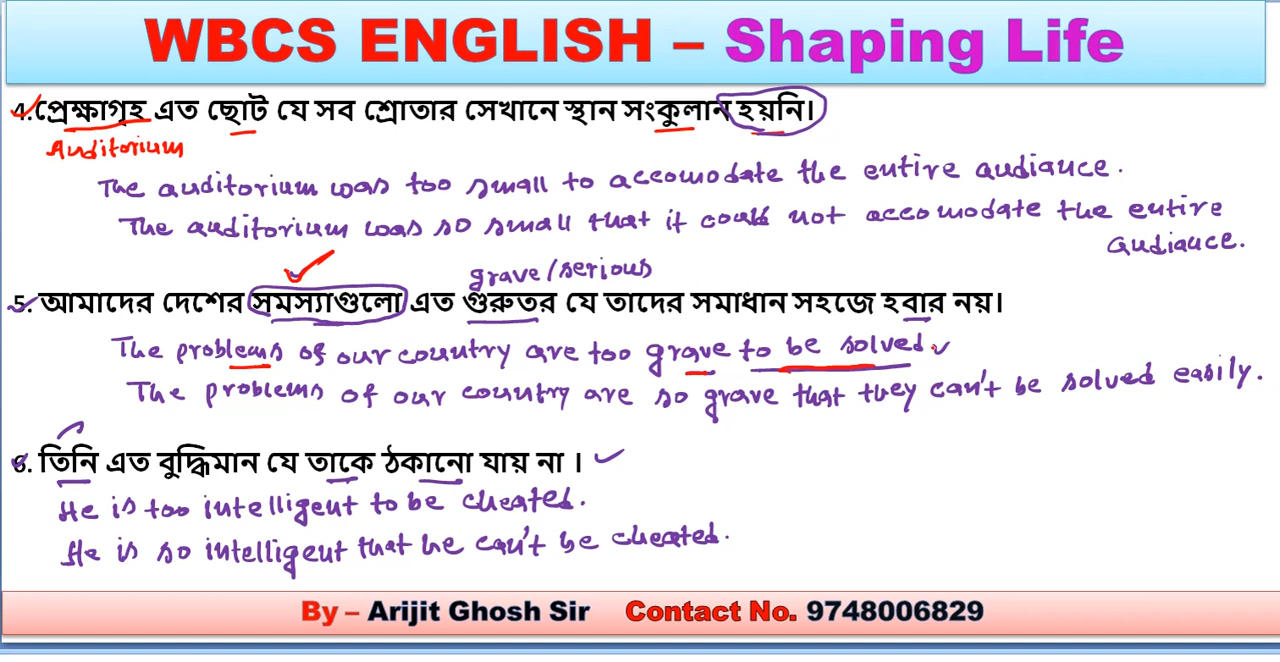 WBCS ENGLISH – Shaping Life
4.প্রেক্ষাগৃহ এত ছোট যে সব শ্রোতার সেখানে স্থান সংকুলান হয়নি।
Auditorium
The auditorium was too small to accomodate the entire audiance.
The auditorium was so small that it could not accomodate the entire
audiance.
grave/serious
5. আমাদের দেশের সমস্যাগুলো এত গুরুতর যে তাদের সমাধান সহজে হবার নয়।
The problems of our country are too grave to be solved.
The problems of our country are so grave that they can't be solved easily.
6. তিনি এত বুদ্ধিমান যে তাকে ঠকানো যায় না ।
He is too intelligent to be cheated.
He is so intelligent that he can't be cheated.
By – Arijit Ghosh Sir Contact No. 9748006829